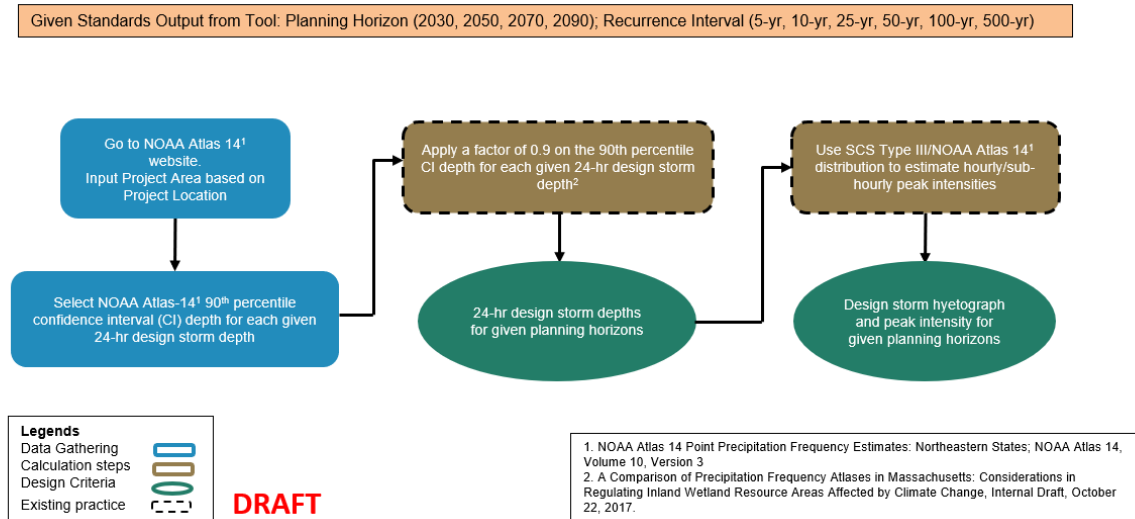 Given Standards Output from Tool: Planning Horizon (2030, 2050, 2070, 2090); Recurrence Interval (5-yr, 10-yr, 25-yr, 50-yr, 100-yr, 500-yr)
Go to NOAA Atlas 14¹
website.
Input Project Area based on
Project Location
Select NOAA Atlas-14¹ 90ᵗʰ percentile
confidence interval (CI) depth for each given
24-hr design storm depth
Apply a factor of 0.9 on the 90th percentile
CI depth for each given 24-hr design storm
depth²
24-hr design storm depths
for given planning horizons
Use SCS Type III/NOAA Atlas 14¹
distribution to estimate hourly/sub-
hourly peak intensities
Design storm hyetograph
and peak intensity for
given planning horizons
Legends
Data Gathering
Calculation steps
Design Criteria
Existing practice
DRAFT
1. NOAA Atlas 14 Point Precipitation Frequency Estimates: Northeastern States; NOAA Atlas 14,
Volume 10, Version 3
2. A Comparison of Precipitation Frequency Atlases in Massachusetts: Considerations in
Regulating Inland Wetland Resource Areas Affected by Climate Change, Internal Draft, October
22, 2017.